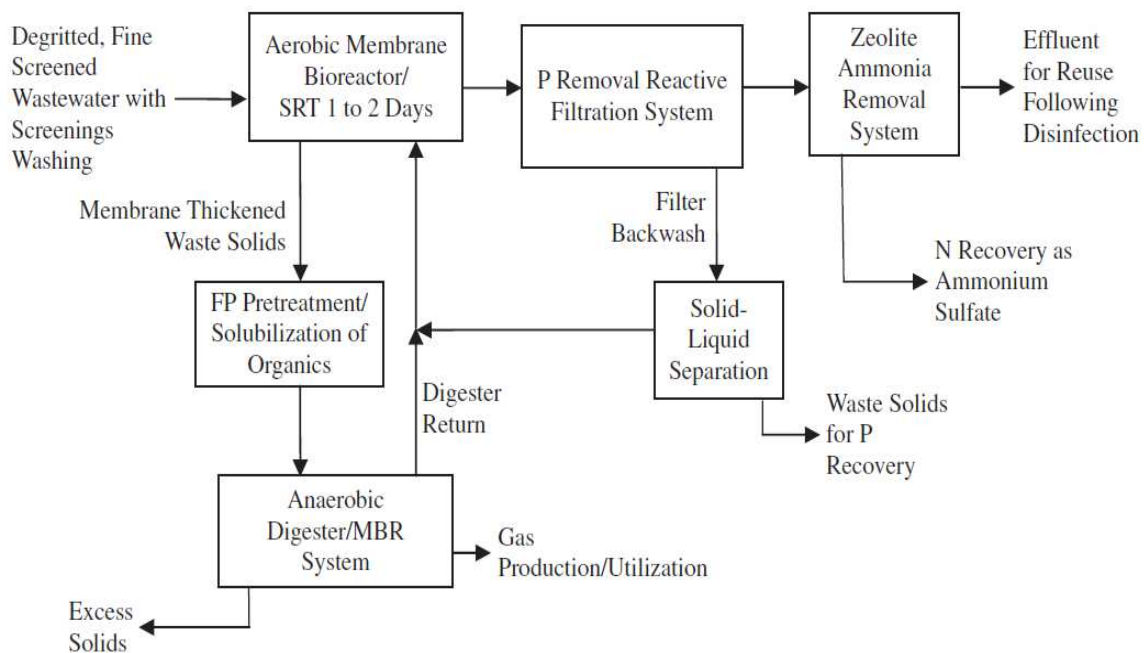 Degritted, Fine
Screened
Wastewater with
Screenings
Washing
Aerobic Membrane
Bioreactor/
SRT 1 to 2 Days
P Removal Reactive
Filtration System
Zeolite
Ammonia
Removal
System
Effluent
for Reuse
Following
Disinfection
Membrane Thickened
Waste Solids
Filter
Backwash
N Recovery as
Ammonium
Sulfate
FP Pretreatment/
Solubilization of
Organics
Solid-
Liquid
Separation
Digester
Return
Waste Solids
for P
Recovery
Anaerobic
Digester/MBR
System
Gas
Production/Utilization
Excess
Solids